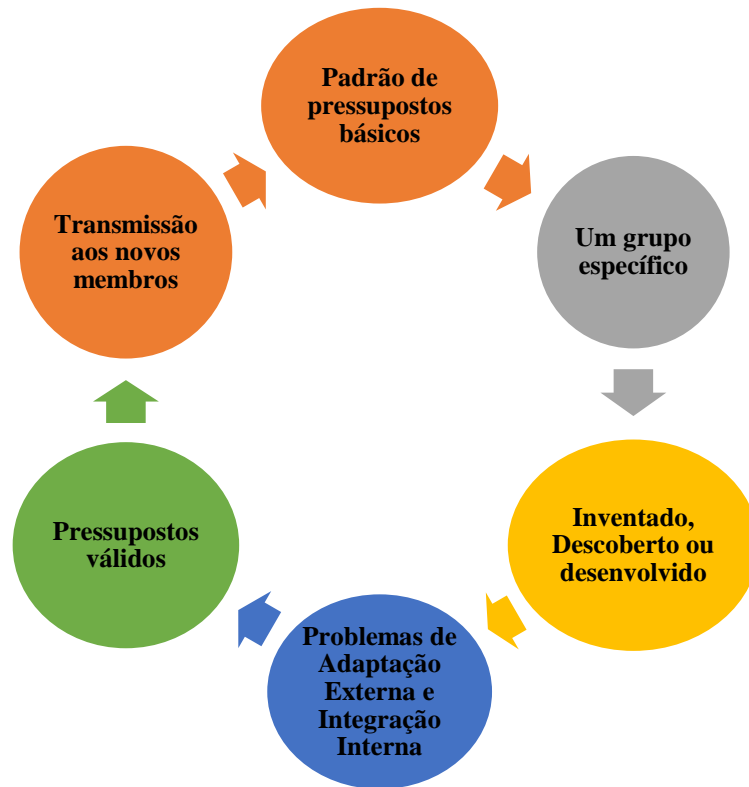 Padrão de
pressupostos
básicos
Um grupo
específico
Inventado,
Descoberto ou
desenvolvido
Problemas de
Adaptação
Externa e
Integração
Interna
Pressupostos
válidos
Transmissão
aos novos
membros